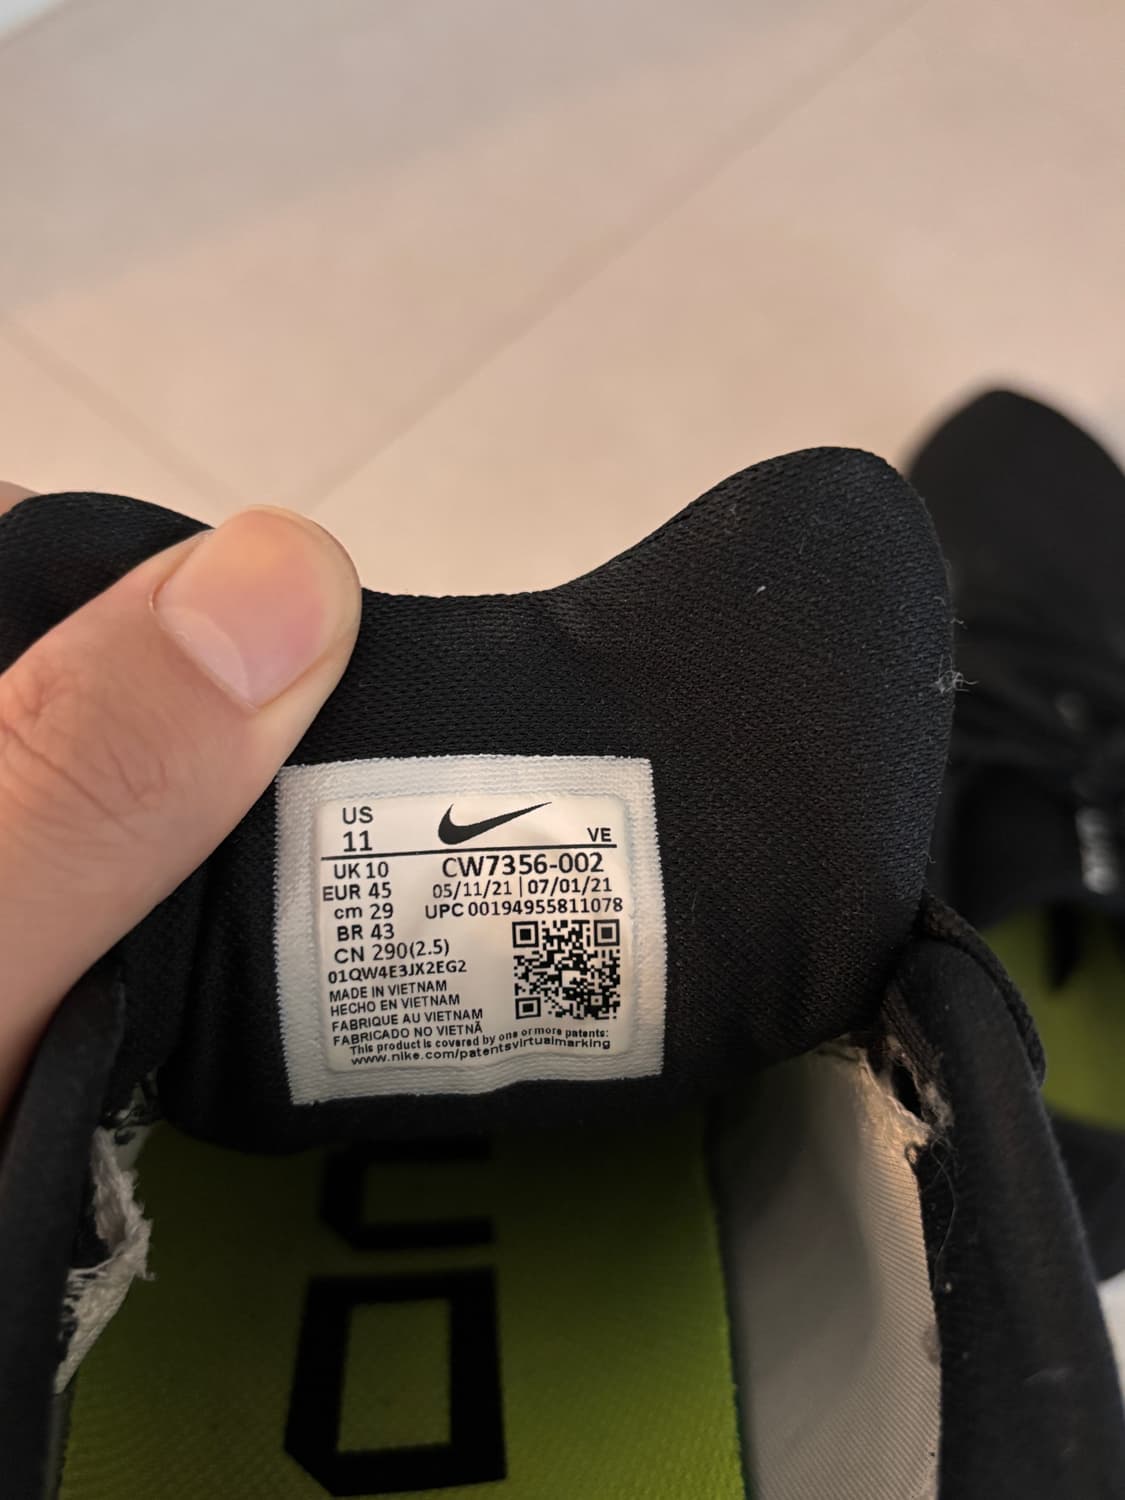 US
11
VE
UK 10
CW7356-002
EUR 45
05/11/21 | 07/01/21
cm 29
UPC 00194955811078
BR 43
CN 290(2.5)
01QW4E3JX2EG2
MADE IN VIETNAM
HECHO EN VIETNAM
FABRIQUE AU VIETNAM
FABRICADO NO VIETNÃ
This product is covered by one or more patents:
www.nike.com/patentsvirtualmarking